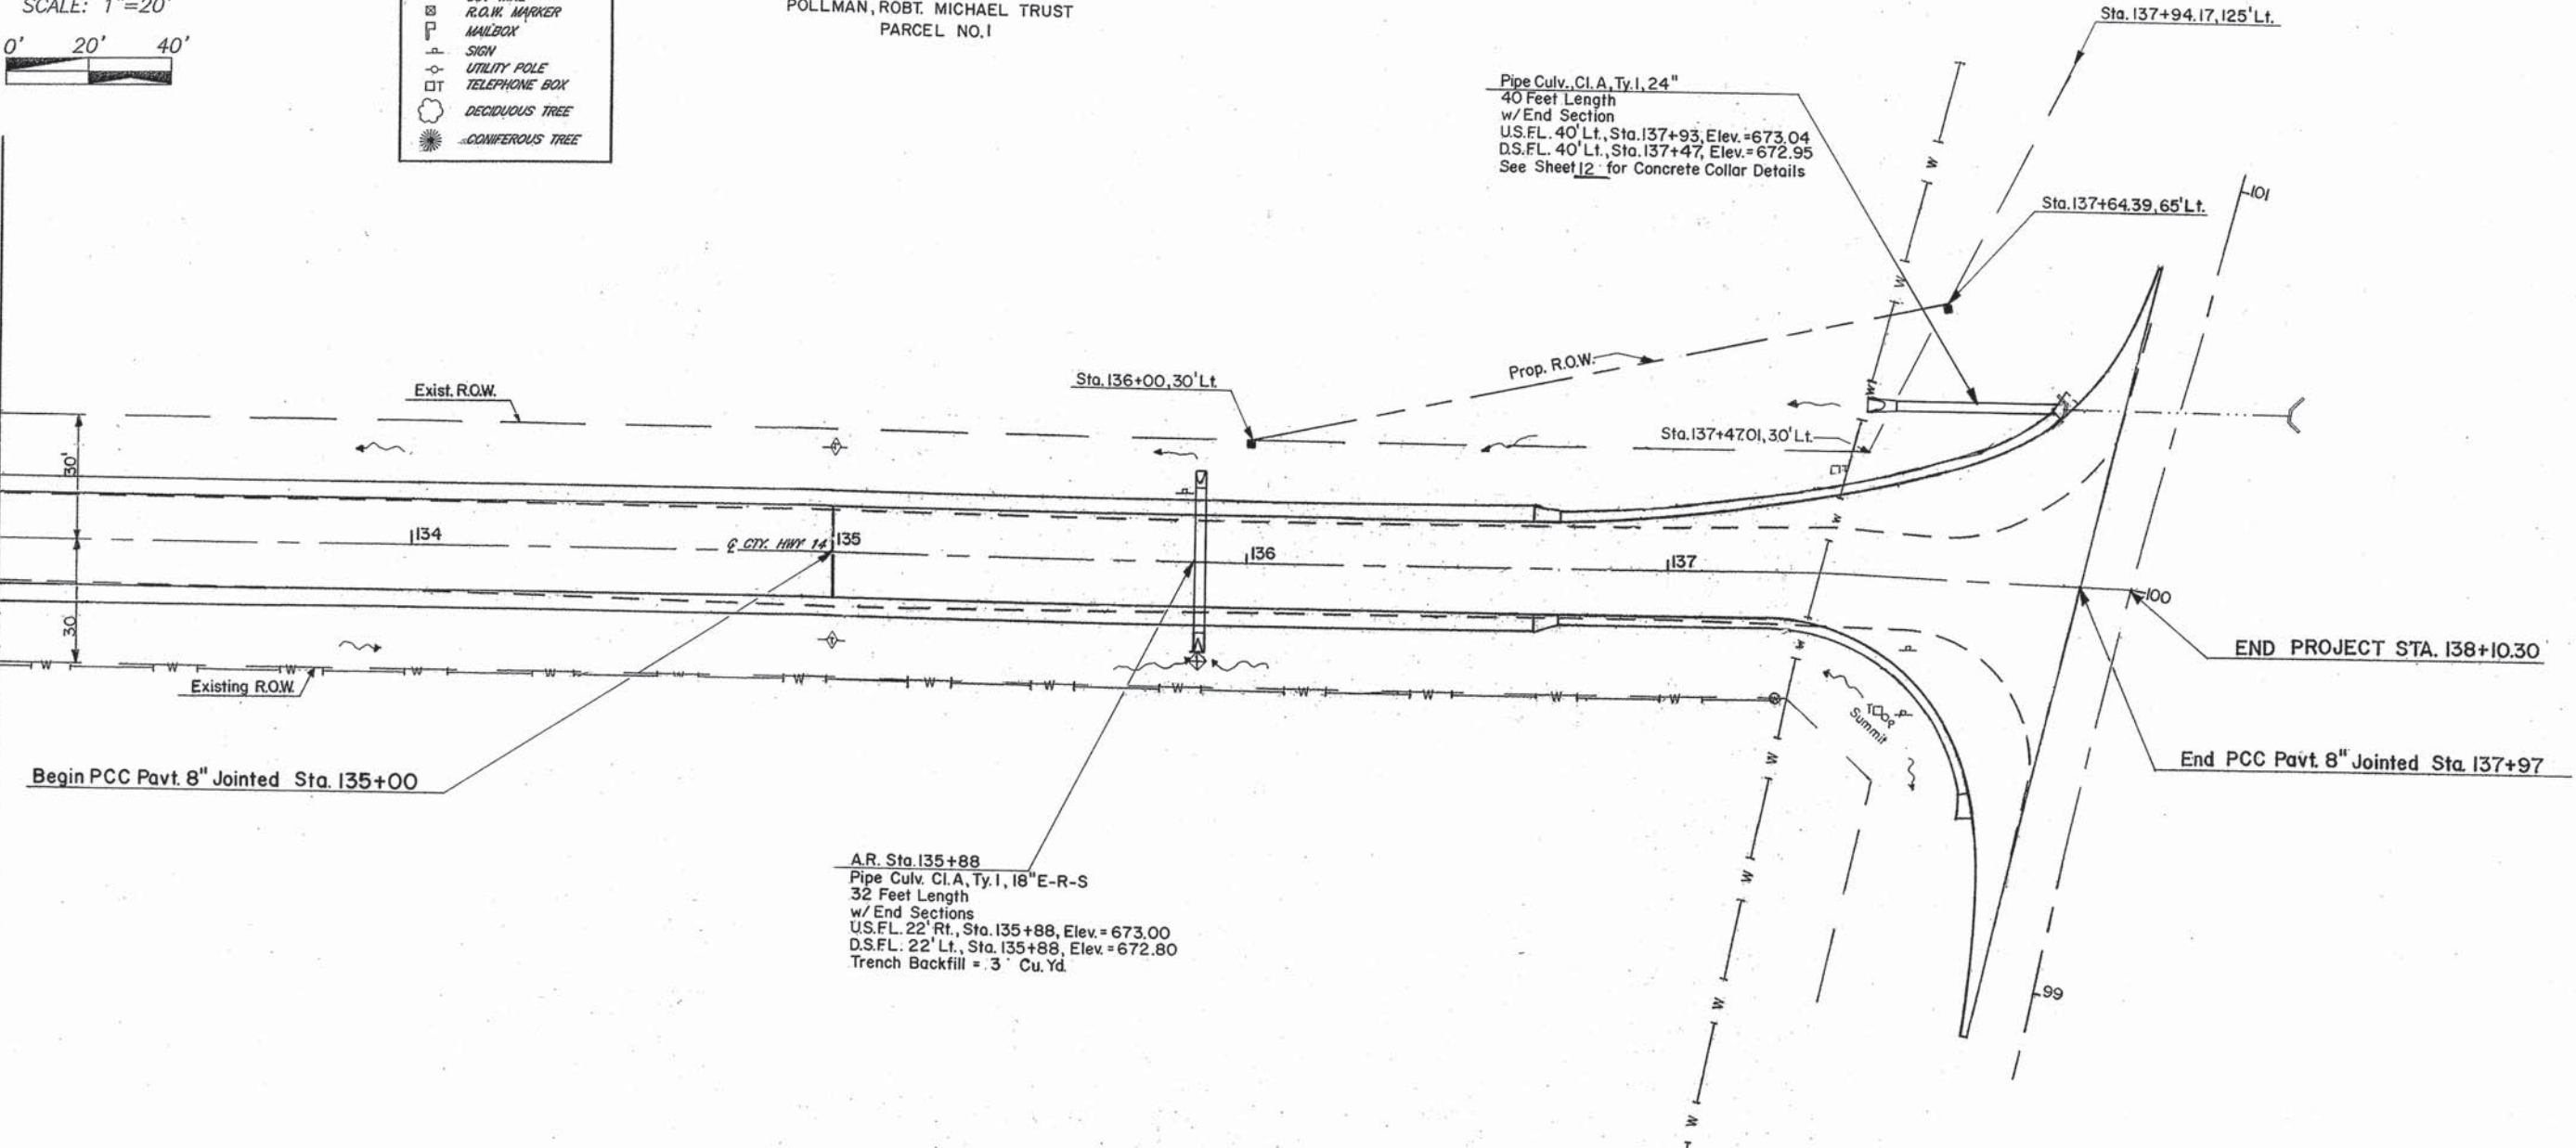 SCALE: 1"=20'
0' 20' 40'
R.O.W. MARKER
MAILBOX
SIGN
UTILITY POLE
T TELEPHONE BOX
DECIDUOUS TREE
CONIFEROUS TREE
POLLMAN, ROBT. MICHAEL TRUST
PARCEL NO. 1
Sta. 137+94.17, 125' Lt.
Pipe Culv., Cl. A, Ty. 1, 24"
40 Feet Length
w/ End Section
U.S.F.L. 40' Lt., Sta. 137+93, Elev. = 673.04
D.S.F.L. 40' Lt., Sta. 137+47, Elev. = 672.95
See Sheet 12 for Concrete Collar Details
101
Sta. 137+64.39, 65' Lt.
Prop. R.O.W.
Exist. R.O.W.
Sta. 136+00, 30' Lt.
Sta. 137+47.01, 30' Lt.
30'
134
℄ CTY. HWY 14
135
136
137
100
30
END PROJECT STA. 138+10.30
Existing R.O.W.
T
Summit
End PCC Pavt. 8" Jointed Sta. 137+97
Begin PCC Pavt. 8" Jointed Sta. 135+00
A.R. Sta. 135+88
Pipe Culv. Cl. A, Ty. 1, 18" E-R-S
32 Feet Length
w/ End Sections
U.S.F.L. 22' Rt., Sta. 135+88, Elev. = 673.00
D.S.F.L. 22' Lt., Sta. 135+88, Elev. = 672.80
Trench Backfill = 3 Cu. Yd.
99